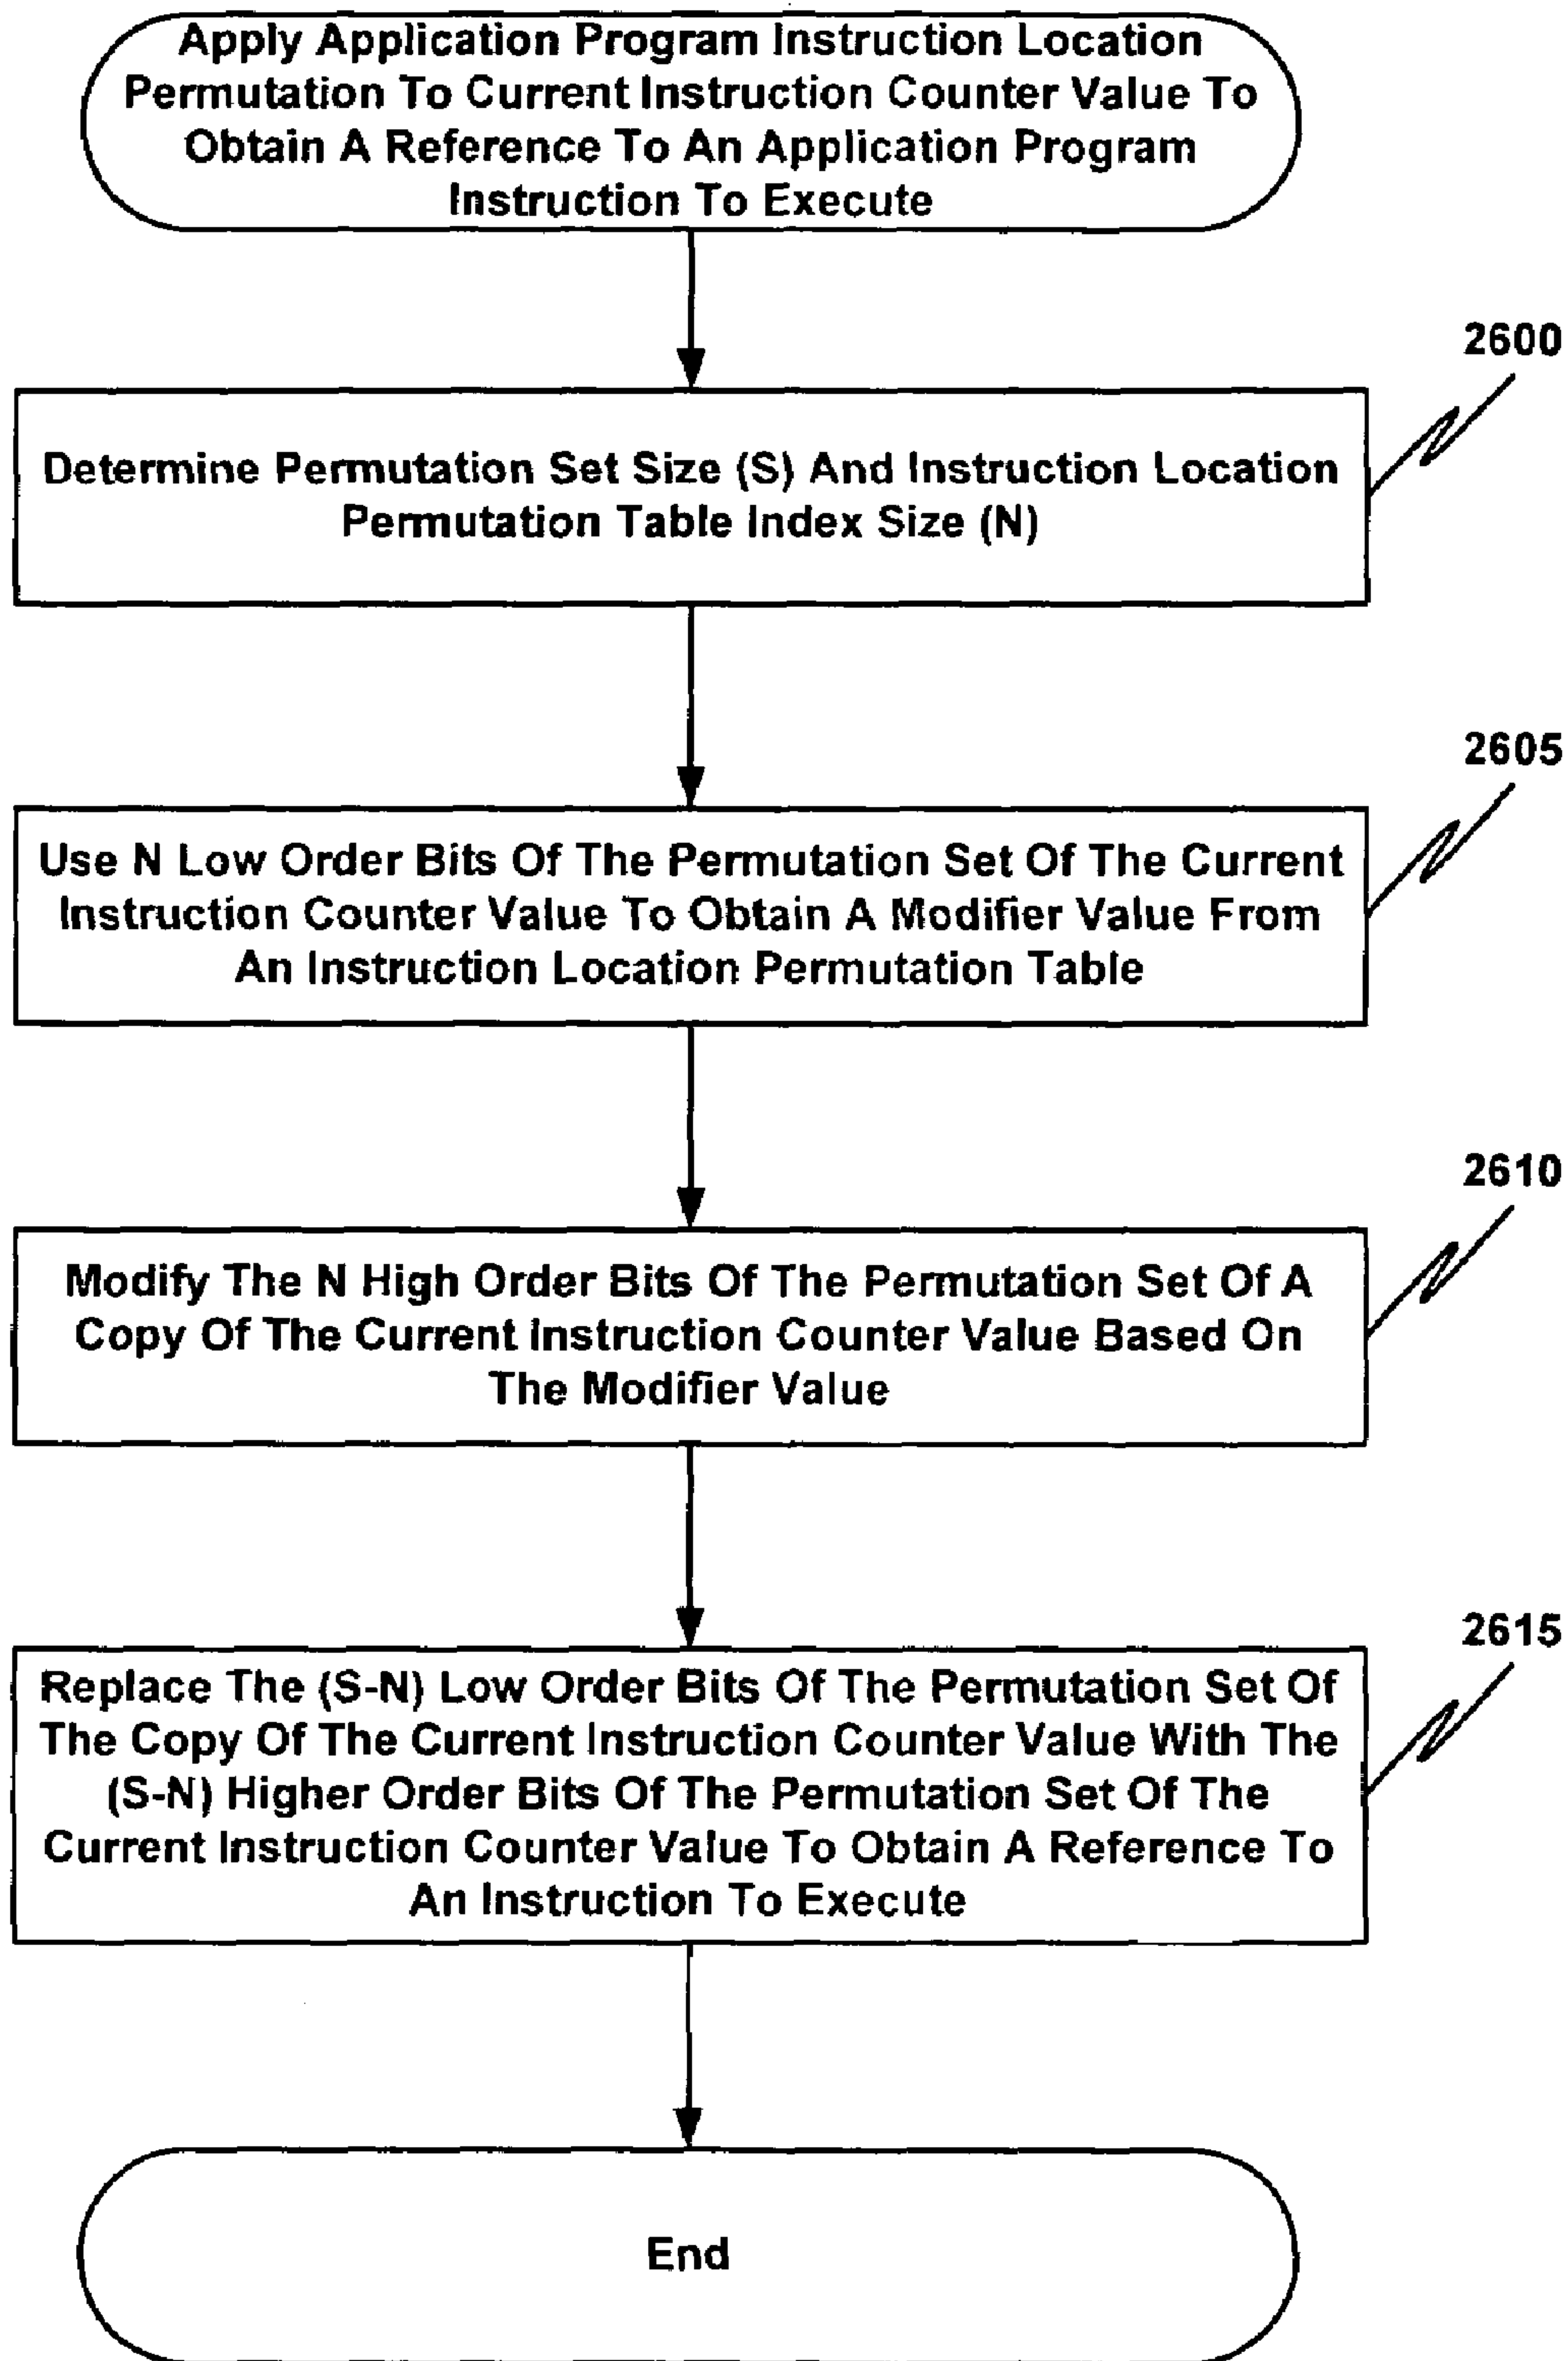 Apply Application Program Instruction Location
Permutation To Current Instruction Counter Value To
Obtain A Reference To An Application Program
Instruction To Execute
2600
Determine Permutation Set Size (S) And Instruction Location
Permutation Table Index Size (N)
2605
Use N Low Order Bits Of The Permutation Set Of The Current
Instruction Counter Value To Obtain A Modifier Value From
An Instruction Location Permutation Table
2610
Modify The N High Order Bits Of The Permutation Set Of A
Copy Of The Current Instruction Counter Value Based On
The Modifier Value
2615
Replace The (S-N) Low Order Bits Of The Permutation Set Of
The Copy Of The Current Instruction Counter Value With The
(S-N) Higher Order Bits Of The Permutation Set Of The
Current Instruction Counter Value To Obtain A Reference To
An Instruction To Execute
End